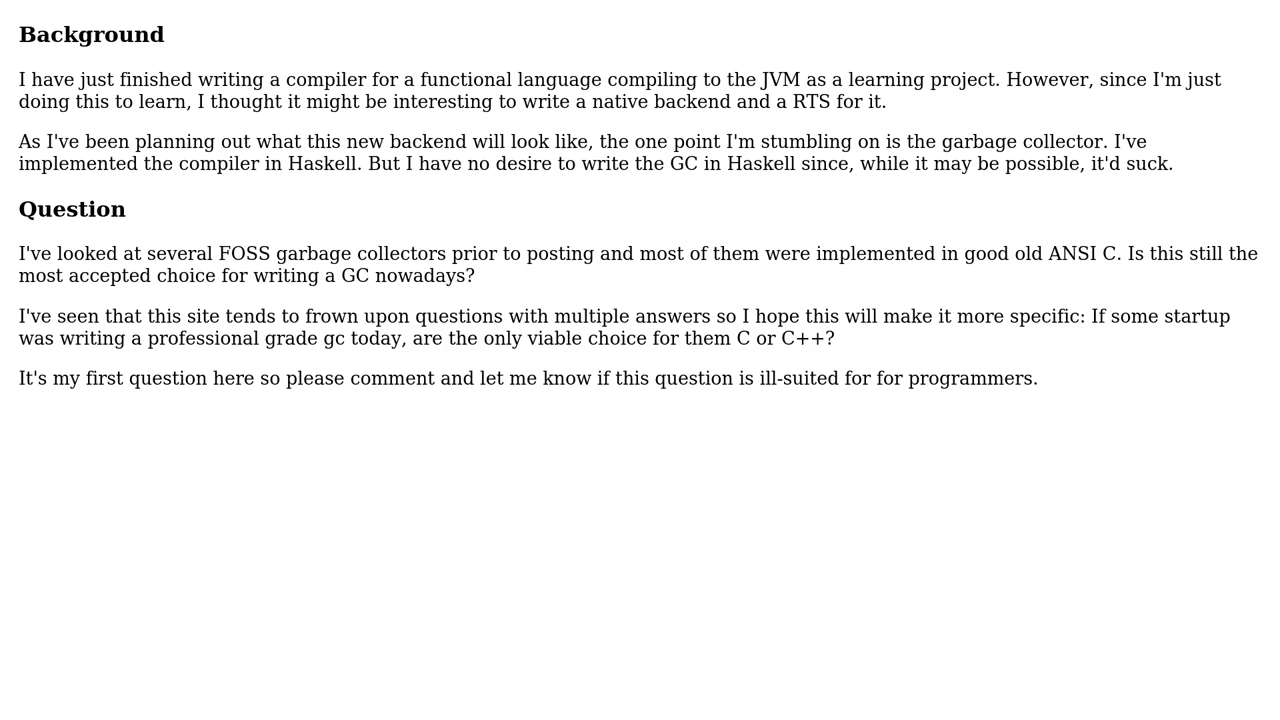 Background
I have just finished writing a compiler for a functional language compiling to the JVM as a learning project. However, since I'm just
doing this to learn, I thought it might be interesting to write a native backend and a RTS for it.
As I've been planning out what this new backend will look like, the one point I'm stumbling on is the garbage collector. I've
implemented the compiler in Haskell. But I have no desire to write the GC in Haskell since, while it may be possible, it'd suck.
Question
I've looked at several FOSS garbage collectors prior to posting and most of them were implemented in good old ANSI C. Is this still the
most accepted choice for writing a GC nowadays?
I've seen that this site tends to frown upon questions with multiple answers so I hope this will make it more specific: If some startup
was writing a professional grade gc today, are the only viable choice for them C or C++?
It's my first question here so please comment and let me know if this question is ill-suited for for programmers.